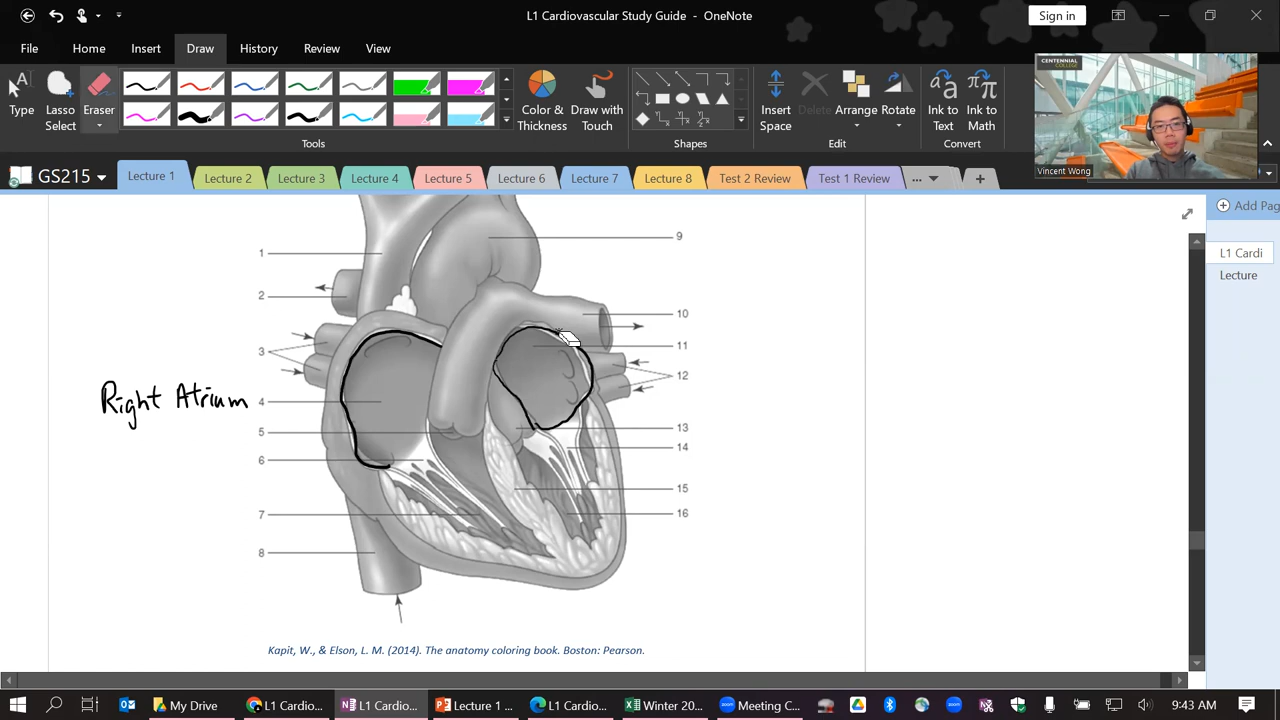 L1 Cardiovascular Study Guide - OneNote
Sign in
File Home Insert Draw History Review View
Type
Lasso Select
Eraser
Color & Thickness
Draw with Touch
Insert Space
Delete
Arrange
Rotate
Ink to Text
Ink to Math
Tools
Shapes
Edit
Convert
CENTENNIAL
COLLEGE
Vincent Wong
GS215
Lecture 1 Lecture 2 Lecture 3 Lecture 4 Lecture 5 Lecture 6 Lecture 7 Lecture 8 Test 2 Review Test 1 Review
Add Pag
L1 Cardi
Lecture
1
2
3
Right Atrium
4
5
6
7
8
9
10
11
12
13
14
15
16
Kapit, W., & Elson, L. M. (2014). The anatomy coloring book. Boston: Pearson.
My Drive L1 Cardio... L1 Cardio... Lecture 1 ... Cardio... Winter 20... Meeting C...
9:43 AM